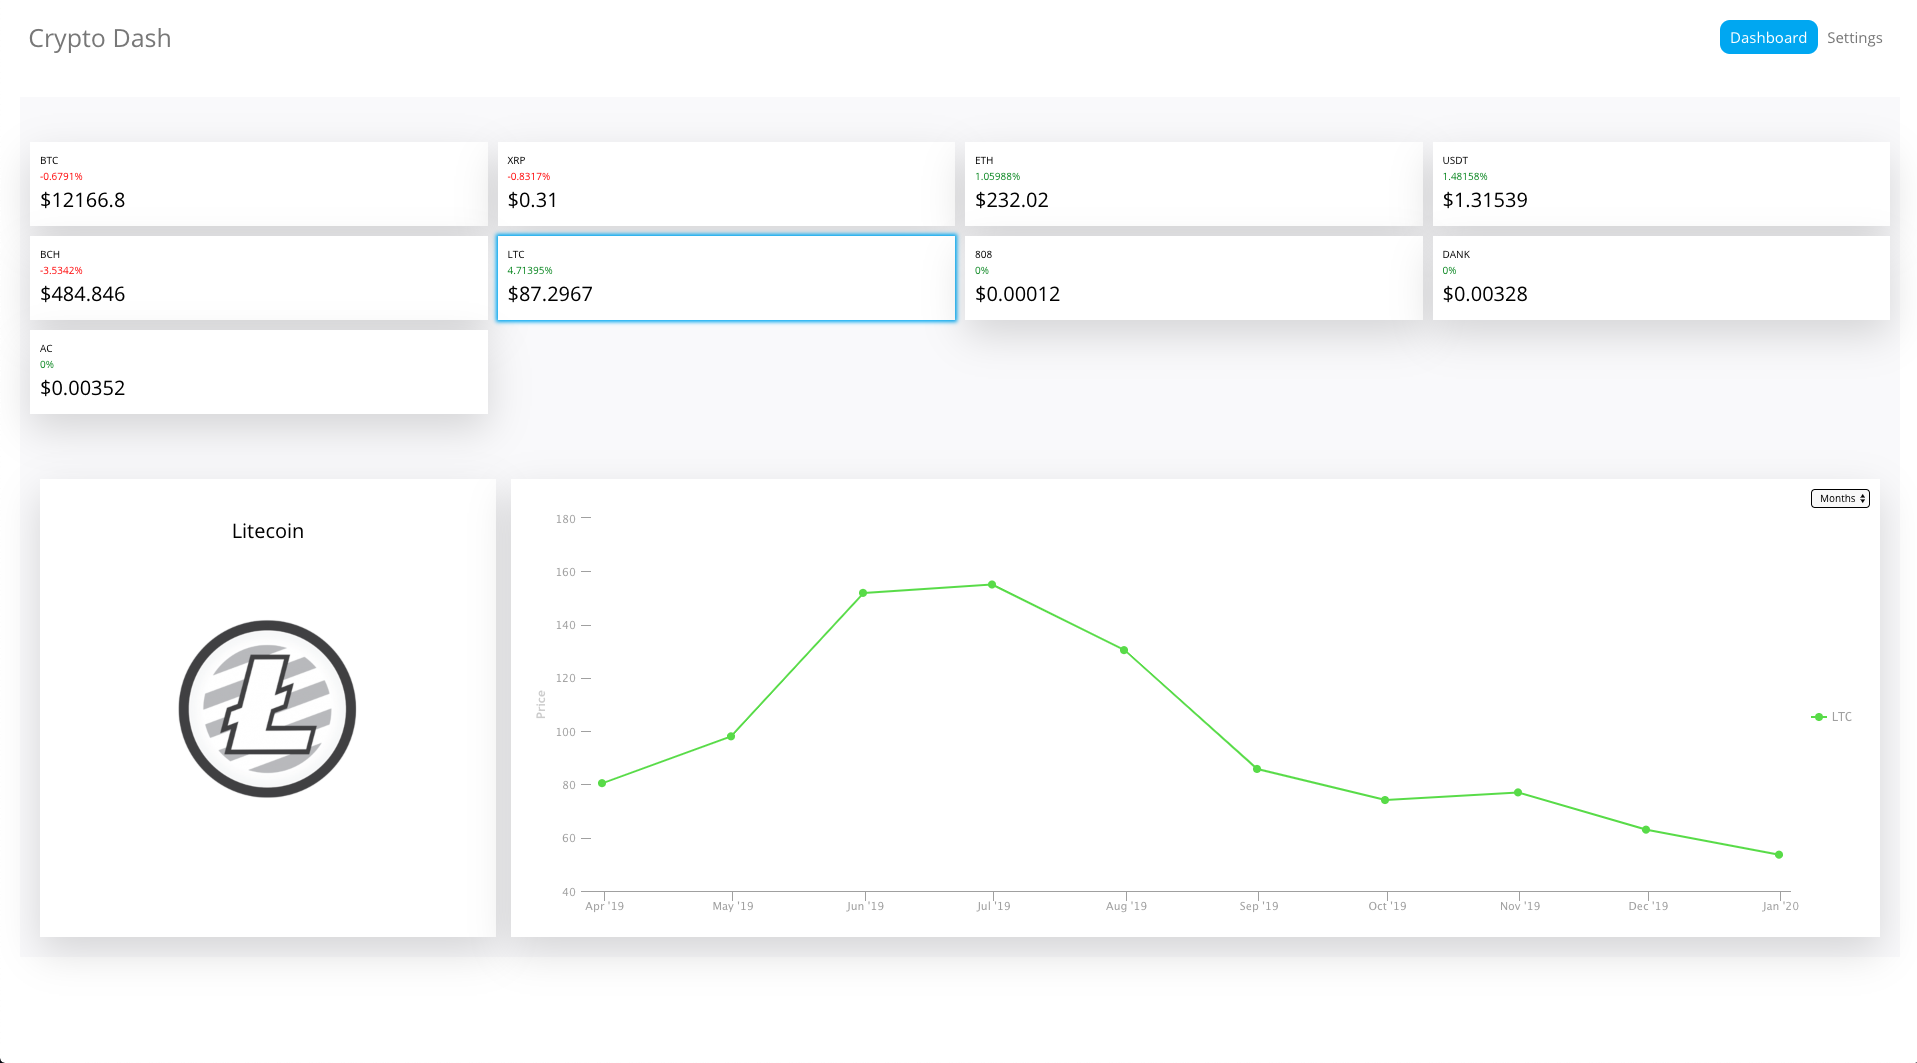 Crypto Dash
Dashboard
Settings
BTC
-0.6791%
$12166.8
XRP
-0.8317%
$0.31
ETH
1.05988%
$232.02
USDT
1.48158%
$1.31539
BCH
-3.5342%
$484.846
LTC
4.71395%
$87.2967
808
0%
$0.00012
DANK
0%
$0.00328
AC
0%
$0.00352
Litecoin
Months
180
160
140
120
100
80
60
40
Price
Apr '19
May '19
Jun '19
Jul '19
Aug '19
Sep '19
Oct '19
Nov '19
Dec '19
Jan '20
LTC